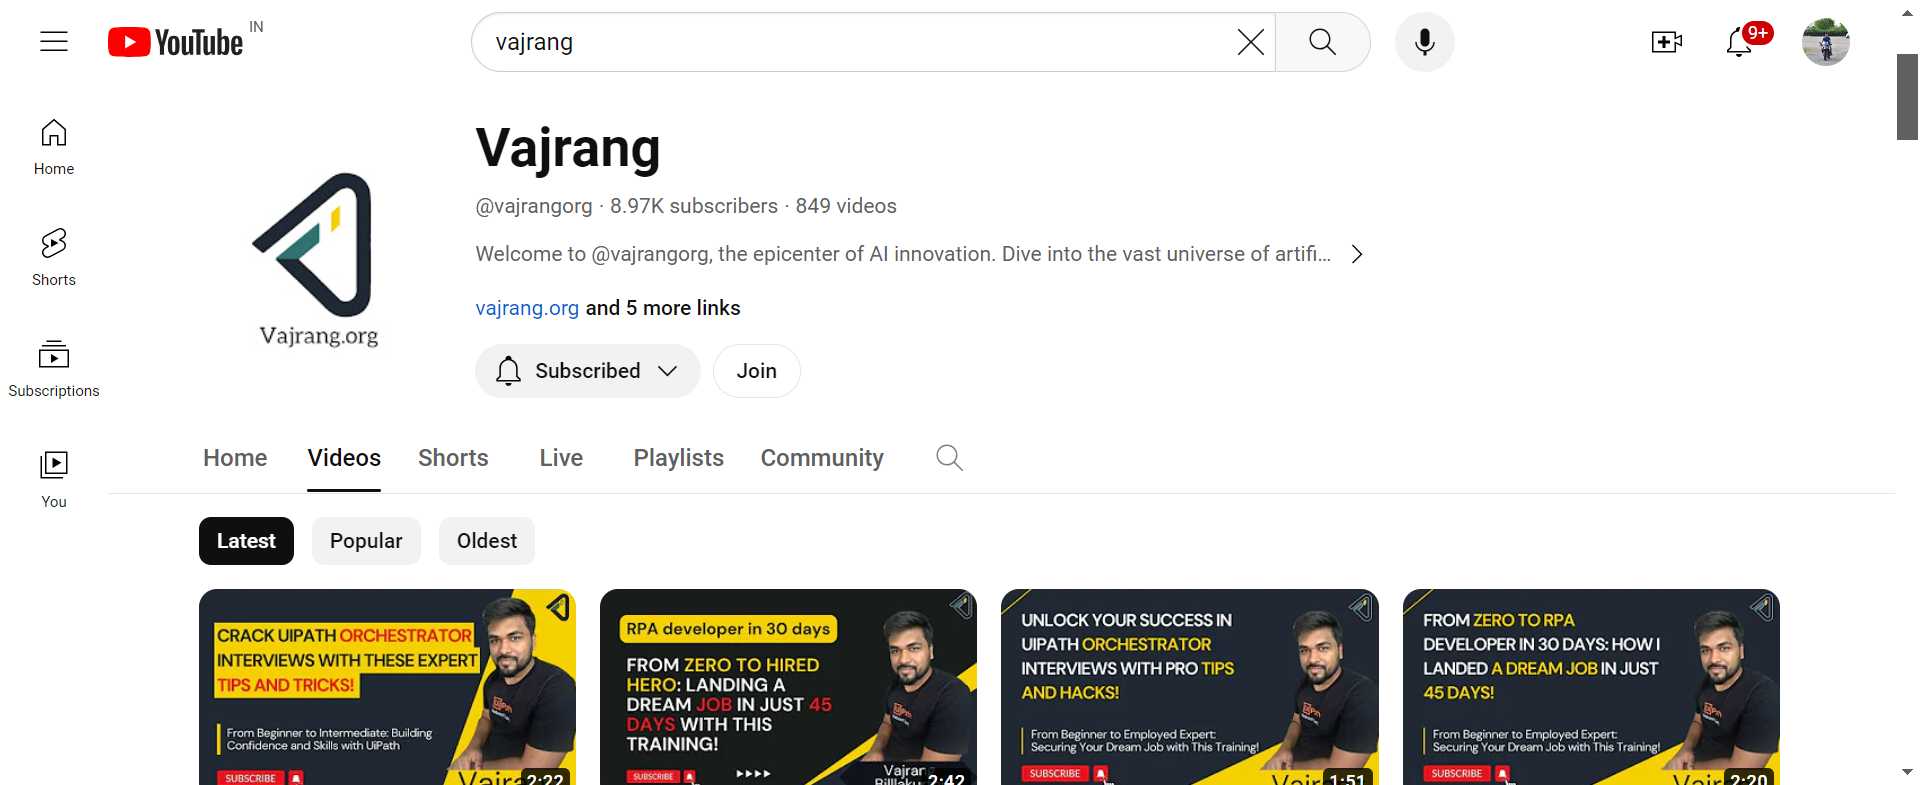 YouTube IN
vajrang
9+
Home
Shorts
Subscriptions
You
Vajrang.org
Vajrang
@vajrangorg · 8.97K subscribers · 849 videos
Welcome to @vajrangorg, the epicenter of AI innovation. Dive into the vast universe of artifi...
vajrang.org and 5 more links
Subscribed
Join
Home Videos Shorts Live Playlists Community
Latest Popular Oldest
CRACK UIPATH ORCHESTRATOR
INTERVIEWS WITH THESE EXPERT
TIPS AND TRICKS!
From Beginner to Intermediate: Building
Confidence and Skills with UiPath
SUBSCRIBE
2:22
RPA developer in 30 days
FROM ZERO TO HIRED
HERO: LANDING A
DREAM JOB IN JUST 45
DAYS WITH THIS
TRAINING!
SUBSCRIBE
2:42
UNLOCK YOUR SUCCESS IN
UIPATH ORCHESTRATOR
INTERVIEWS WITH PRO TIPS
AND HACKS!
From Beginner to Employed Expert:
Securing Your Dream Job with This Training!
SUBSCRIBE
1:51
FROM ZERO TO RPA
DEVELOPER IN 30 DAYS: HOW I
LANDED A DREAM JOB IN JUST
45 DAYS!
From Beginner to Employed Expert:
Securing Your Dream Job with This Training!
SUBSCRIBE
2:20